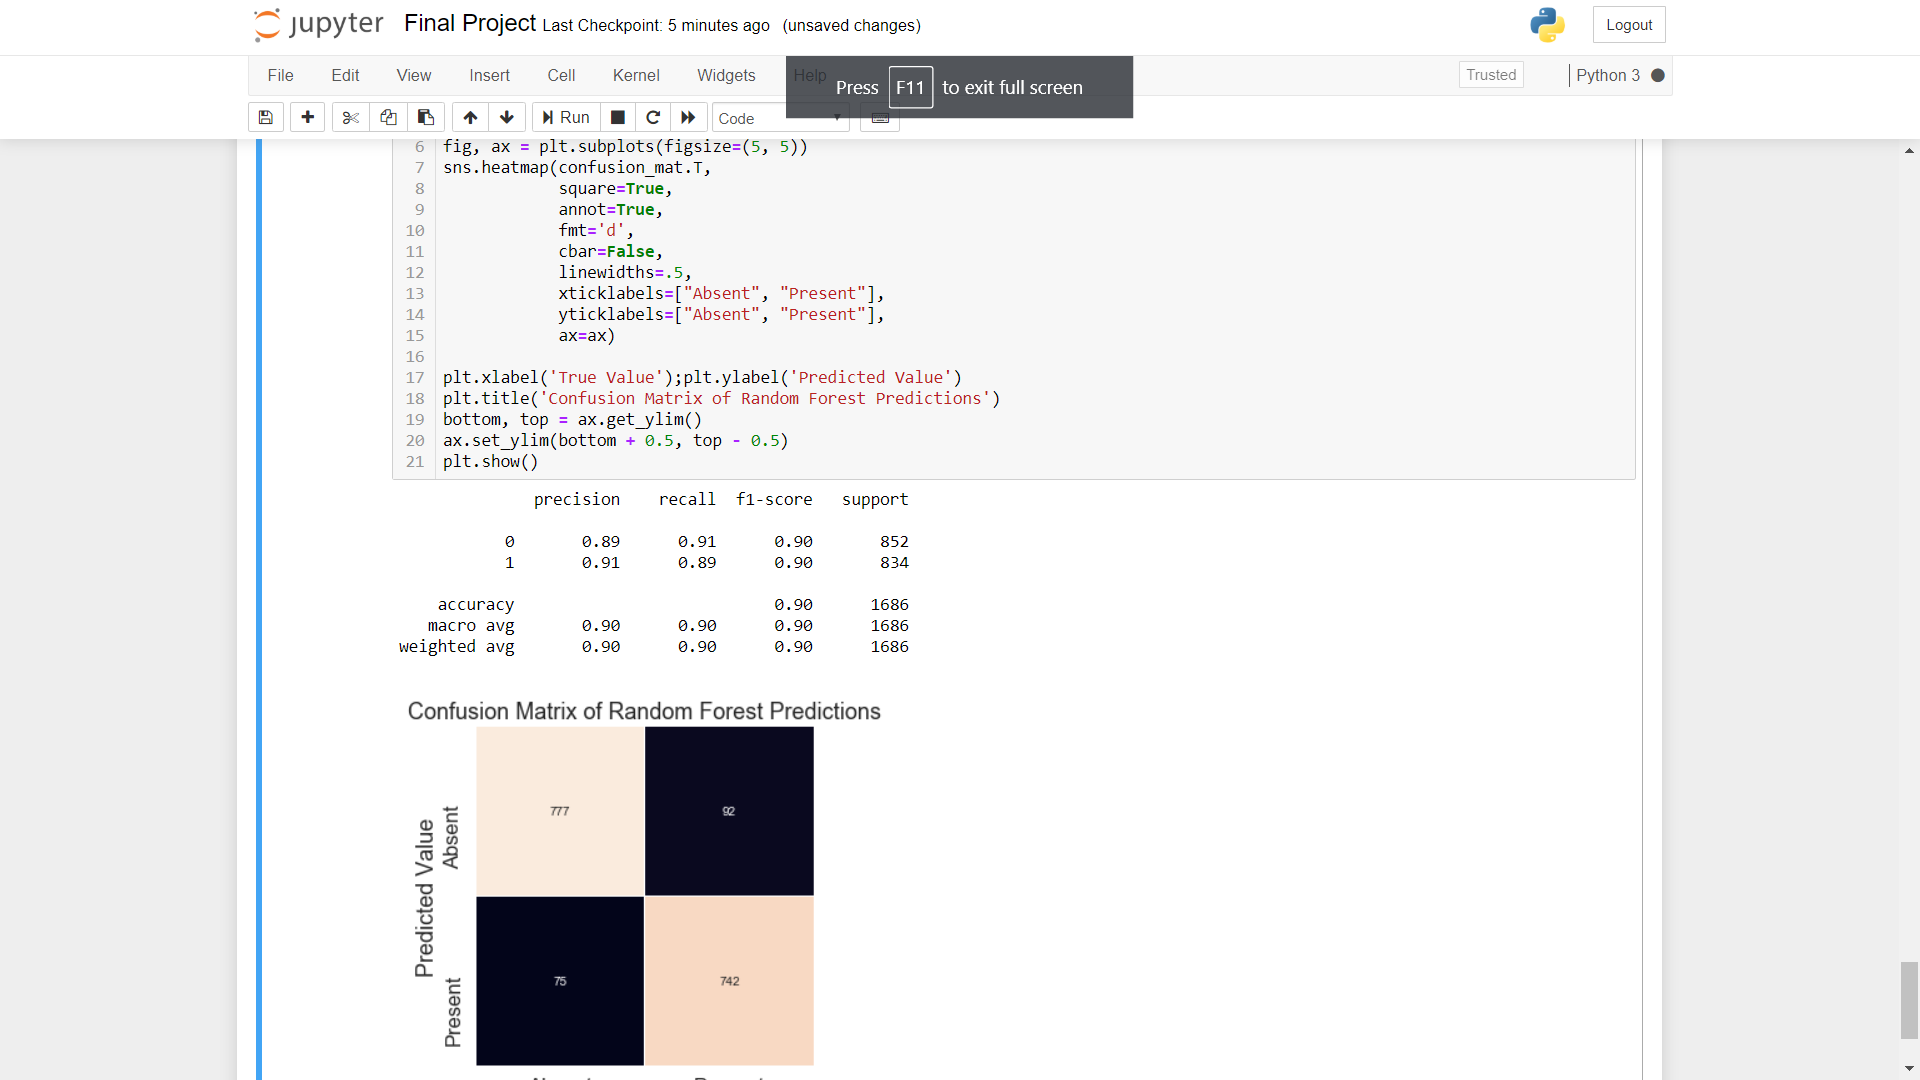 jupyter Final Project Last Checkpoint: 5 minutes ago (unsaved changes) Logout
File Edit View Insert Cell Kernel Widgets Help Trusted Python 3
Press F11 to exit full screen
Run Code
6 fig, ax = plt.subplots(figsize=(5, 5))
7 sns.heatmap(confusion_mat.T,
8 square=True,
9 annot=True,
10 fmt='d',
11 cbar=False,
12 linewidths=.5,
13 xticklabels=["Absent", "Present"],
14 yticklabels=["Absent", "Present"],
15 ax=ax)
16
17 plt.xlabel('True Value');plt.ylabel('Predicted Value')
18 plt.title('Confusion Matrix of Random Forest Predictions')
19 bottom, top = ax.get_ylim()
20 ax.set_ylim(bottom + 0.5, top - 0.5)
21 plt.show()
precision recall f1-score support
0 0.89 0.91 0.90 852
1 0.91 0.89 0.90 834
accuracy 0.90 1686
macro avg 0.90 0.90 0.90 1686
weighted avg 0.90 0.90 0.90 1686
Confusion Matrix of Random Forest Predictions
Predicted Value
Absent
777 92
Present
75 742